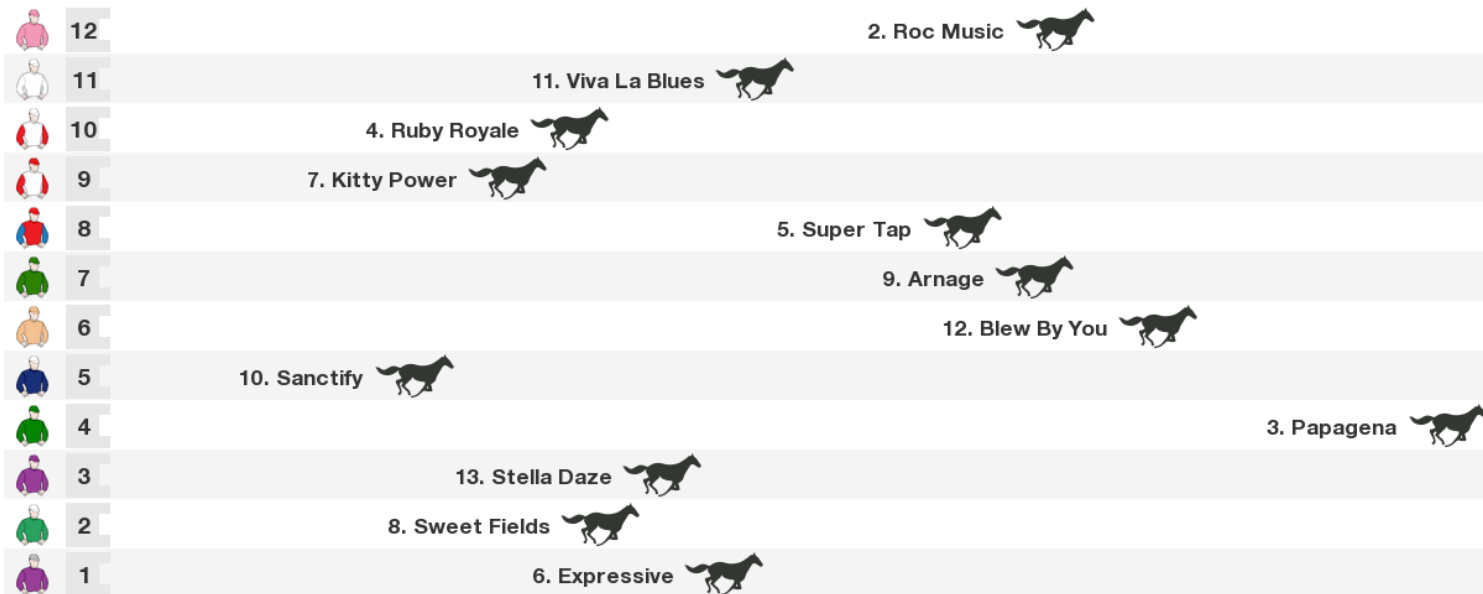 12 2. Roc Music
11 11. Viva La Blues
10 4. Ruby Royale
9 7. Kitty Power
8 5. Super Tap
7 9. Arnage
6 12. Blew By You
5 10. Sanctify
4 3. Papagena
3 13. Stella Daze
2 8. Sweet Fields
1 6. Expressive